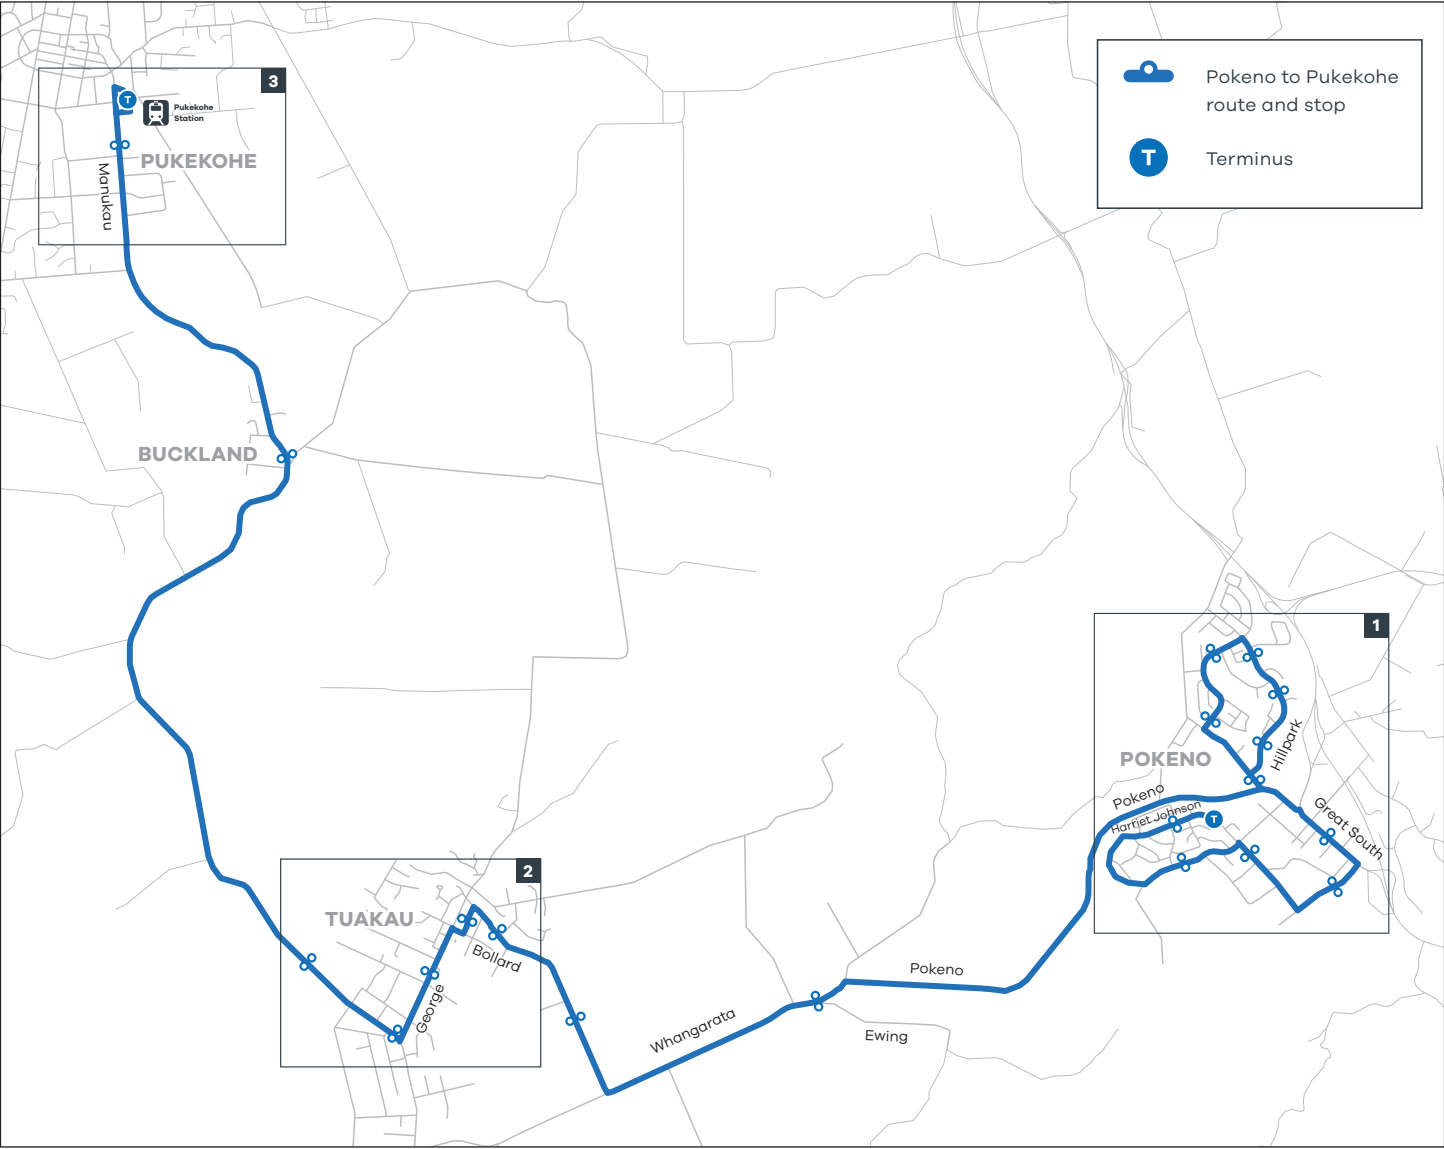 3
T
Pukekohe
Station
PUKEKOHE
Manukau
Pokeno to Pukekohe
route and stop
T
Terminus
BUCKLAND
1
POKENO
Hillpark
Pokeno
Harriet Johnson
T
Great South
2
TUAKAU
Bollard
George
Whangarata
Pokeno
Ewing